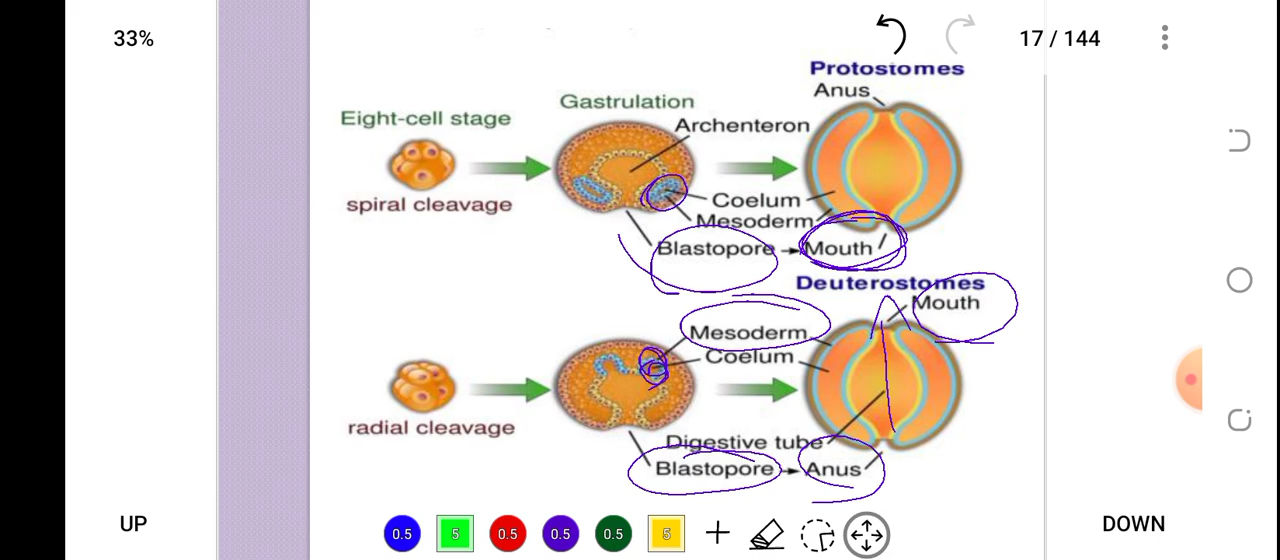 33%
17 / 144
Protostomes
Anus
Gastrulation
Eight-cell stage
Archenteron
spiral cleavage
Coelum
Mesoderm
Blastopore → Mouth
Deuterostomes
Mouth
Mesoderm
Coelum
radial cleavage
Digestive tube
Blastopore → Anus
UP
0.5 5 0.5 0.5 0.5 5
DOWN